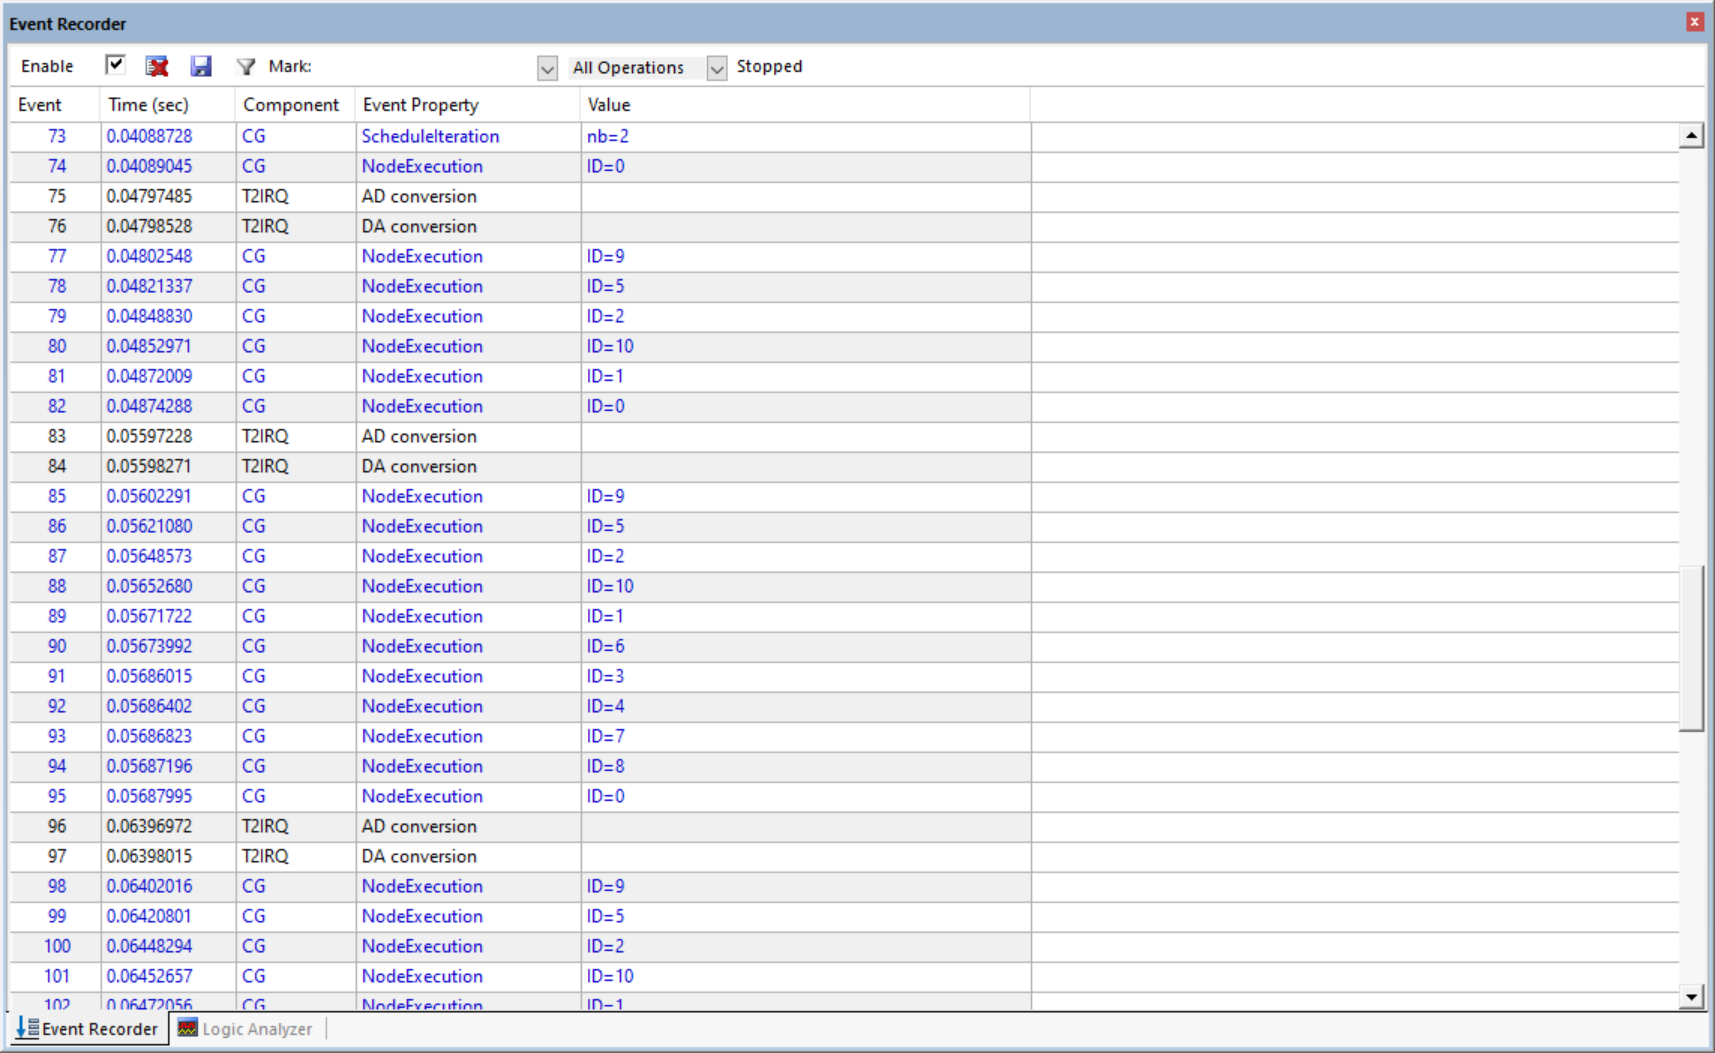 Event Recorder
Enable Mark: All Operations Stopped
Event Time (sec) Component Event Property Value
73 0.04088728 CG ScheduleIteration nb=2
74 0.04089045 CG NodeExecution ID=0
75 0.04797485 T2IRQ AD conversion
76 0.04798528 T2IRQ DA conversion
77 0.04802548 CG NodeExecution ID=9
78 0.04821337 CG NodeExecution ID=5
79 0.04848830 CG NodeExecution ID=2
80 0.04852971 CG NodeExecution ID=10
81 0.04872009 CG NodeExecution ID=1
82 0.04874288 CG NodeExecution ID=0
83 0.05597228 T2IRQ AD conversion
84 0.05598271 T2IRQ DA conversion
85 0.05602291 CG NodeExecution ID=9
86 0.05621080 CG NodeExecution ID=5
87 0.05648573 CG NodeExecution ID=2
88 0.05652680 CG NodeExecution ID=10
89 0.05671722 CG NodeExecution ID=1
90 0.05673992 CG NodeExecution ID=6
91 0.05686015 CG NodeExecution ID=3
92 0.05686402 CG NodeExecution ID=4
93 0.05686823 CG NodeExecution ID=7
94 0.05687196 CG NodeExecution ID=8
95 0.05687995 CG NodeExecution ID=0
96 0.06396972 T2IRQ AD conversion
97 0.06398015 T2IRQ DA conversion
98 0.06402016 CG NodeExecution ID=9
99 0.06420801 CG NodeExecution ID=5
100 0.06448294 CG NodeExecution ID=2
101 0.06452657 CG NodeExecution ID=10
102 0.06472056 CG NodeExecution ID=1
Event Recorder Logic Analyzer